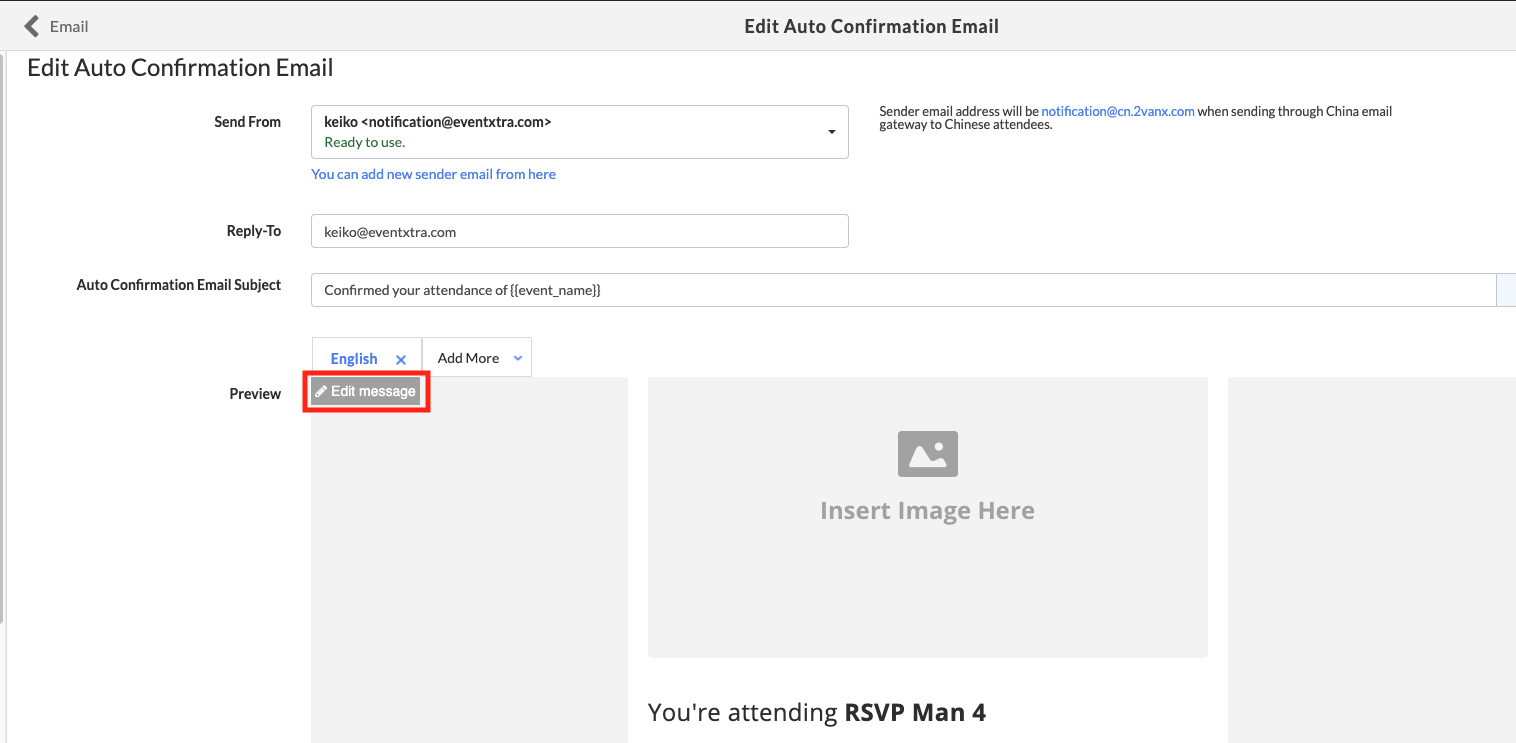 Email
Edit Auto Confirmation Email
Edit Auto Confirmation Email
Send From
keiko <notification@eventxtra.com>
Ready to use.
Sender email address will be notification@cn.2vanx.com when sending through China email
gateway to Chinese attendees.
You can add new sender email from here
Reply-To
keiko@eventxtra.com
Auto Confirmation Email Subject
Confirmed your attendance of {{event_name}}
English
Add More
Preview
Edit message
Insert Image Here
You're attending RSVP Man 4